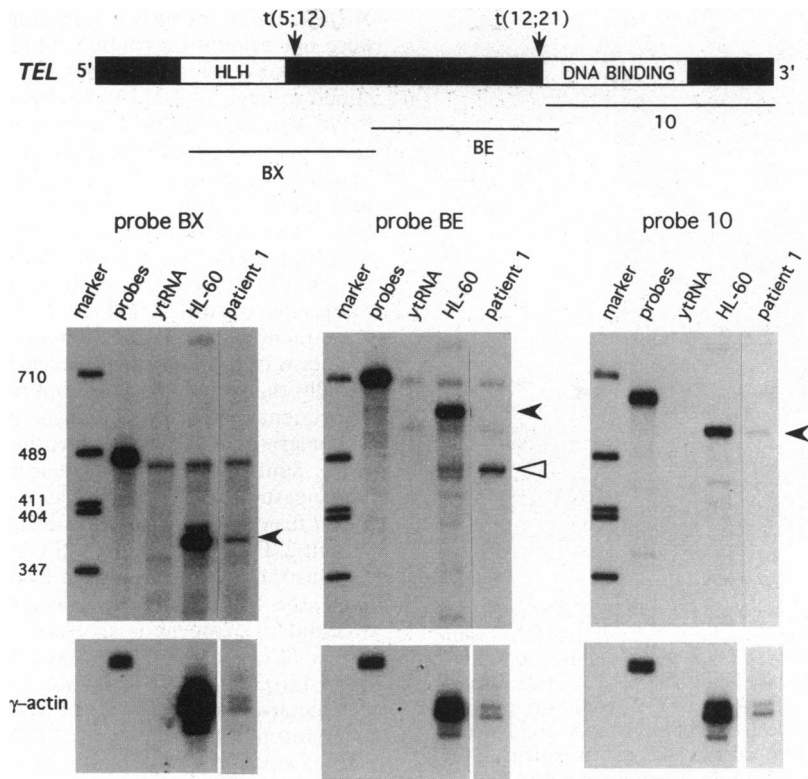 t(5;12) t(12;21)
TEL 5' HLH DNA BINDING 3'
10
BE
BX
probe BX probe BE probe 10
marker probes ytRNA HL-60 patient 1 marker probes ytRNA HL-60 patient 1 marker probes ytRNA HL-60 patient 1
710
489
411
404
347
γ-actin